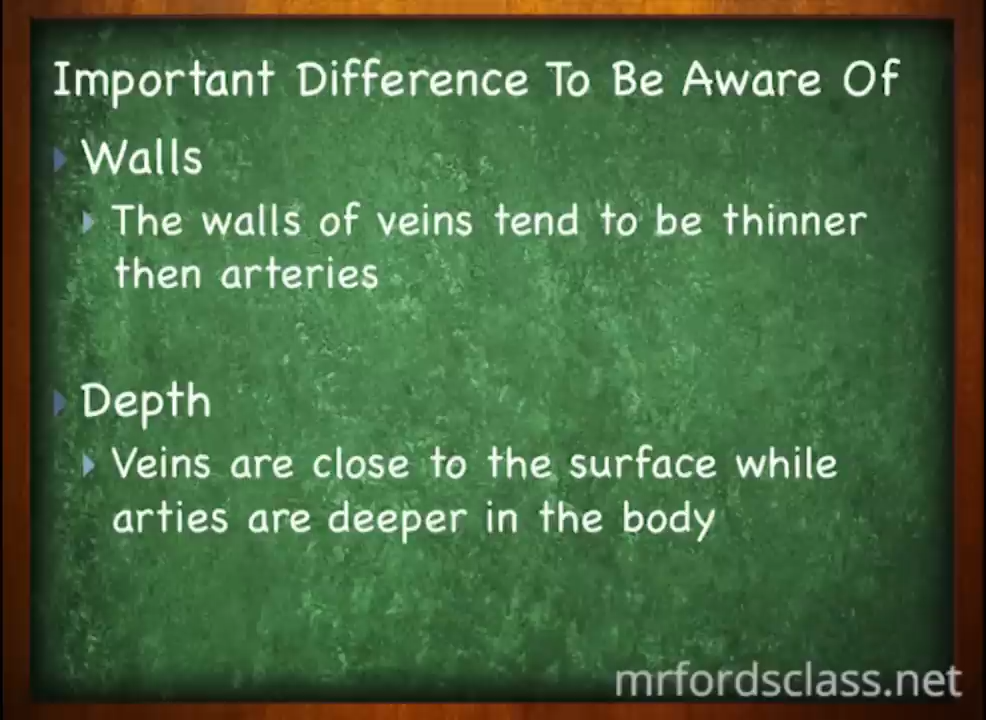 Important Difference To Be Aware Of
Walls
The walls of veins tend to be thinner
then arteries
Depth
Veins are close to the surface while
arties are deeper in the body
mrfordsclass.net